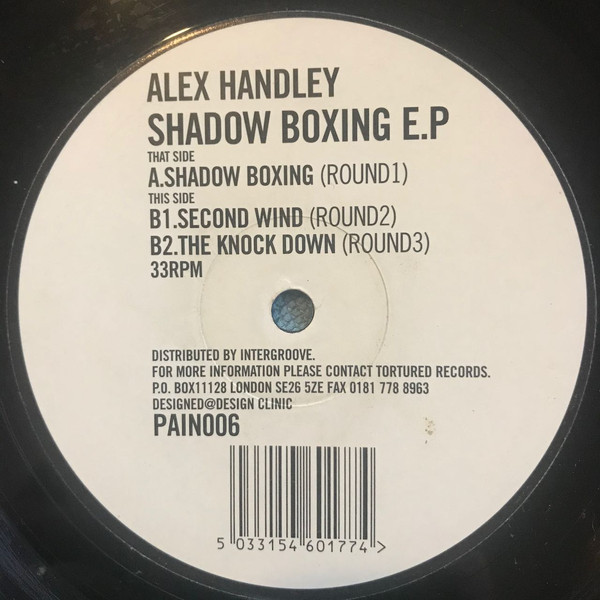 ALEX HANDLEY
SHADOW BOXING E.P
THAT SIDE
A.SHADOW BOXING (ROUND1)
THIS SIDE
B1.SECOND WIND (ROUND2)
B2.THE KNOCK DOWN (ROUND3)
33RPM
DISTRIBUTED BY INTERGROOVE.
FOR MORE INFORMATION PLEASE CONTACT TORTURED RECORDS.
P.O. BOX11128 LONDON SE26 5ZE FAX 0181 778 8963
DESIGNED@DESIGN CLINIC
PAIN006
5 033154 601774 >